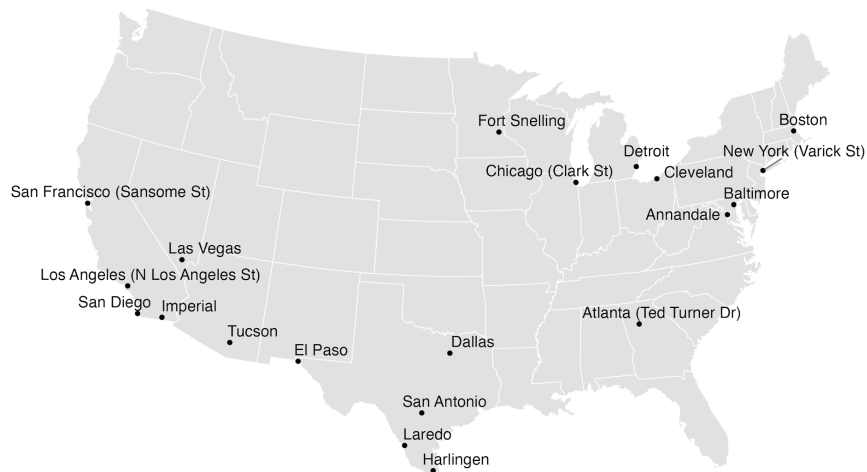 Fort Snelling
Boston
New York (Varick St)
Detroit
Chicago (Clark St)
Cleveland
San Francisco (Sansome St)
Baltimore
Annandale
Las Vegas
Los Angeles (N Los Angeles St)
San Diego
Imperial
Atlanta (Ted Turner Dr)
Tucson
Dallas
El Paso
San Antonio
Laredo
Harlingen